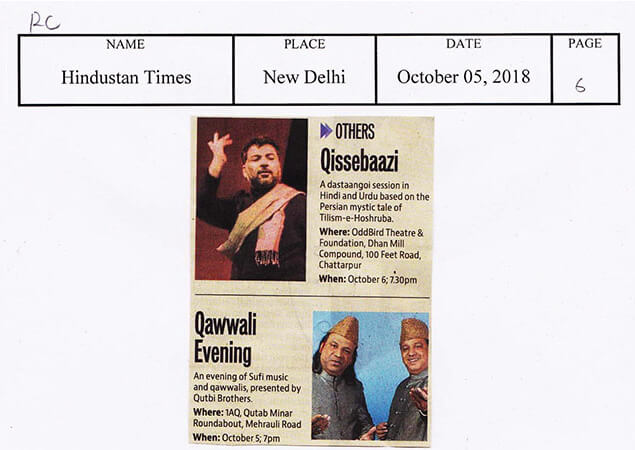 RC
NAME PLACE DATE PAGE
Hindustan Times New Delhi October 05, 2018 6
OTHERS
Qissebaazi
A dastaangoi session in
Hindi and Urdu based on the
Persian mystic tale of
Tilism-e-Hoshruba.
Where: OddBird Theatre &
Foundation, Dhan Mill
Compound, 100 Feet Road,
Chattarpur
When: October 6; 7.30pm
Qawwali
Evening
An evening of Sufi music
and qawwalis, presented by
Qutbi Brothers.
Where: 1AQ, Qutab Minar
Roundabout, Mehrauli Road
When: October 5; 7pm